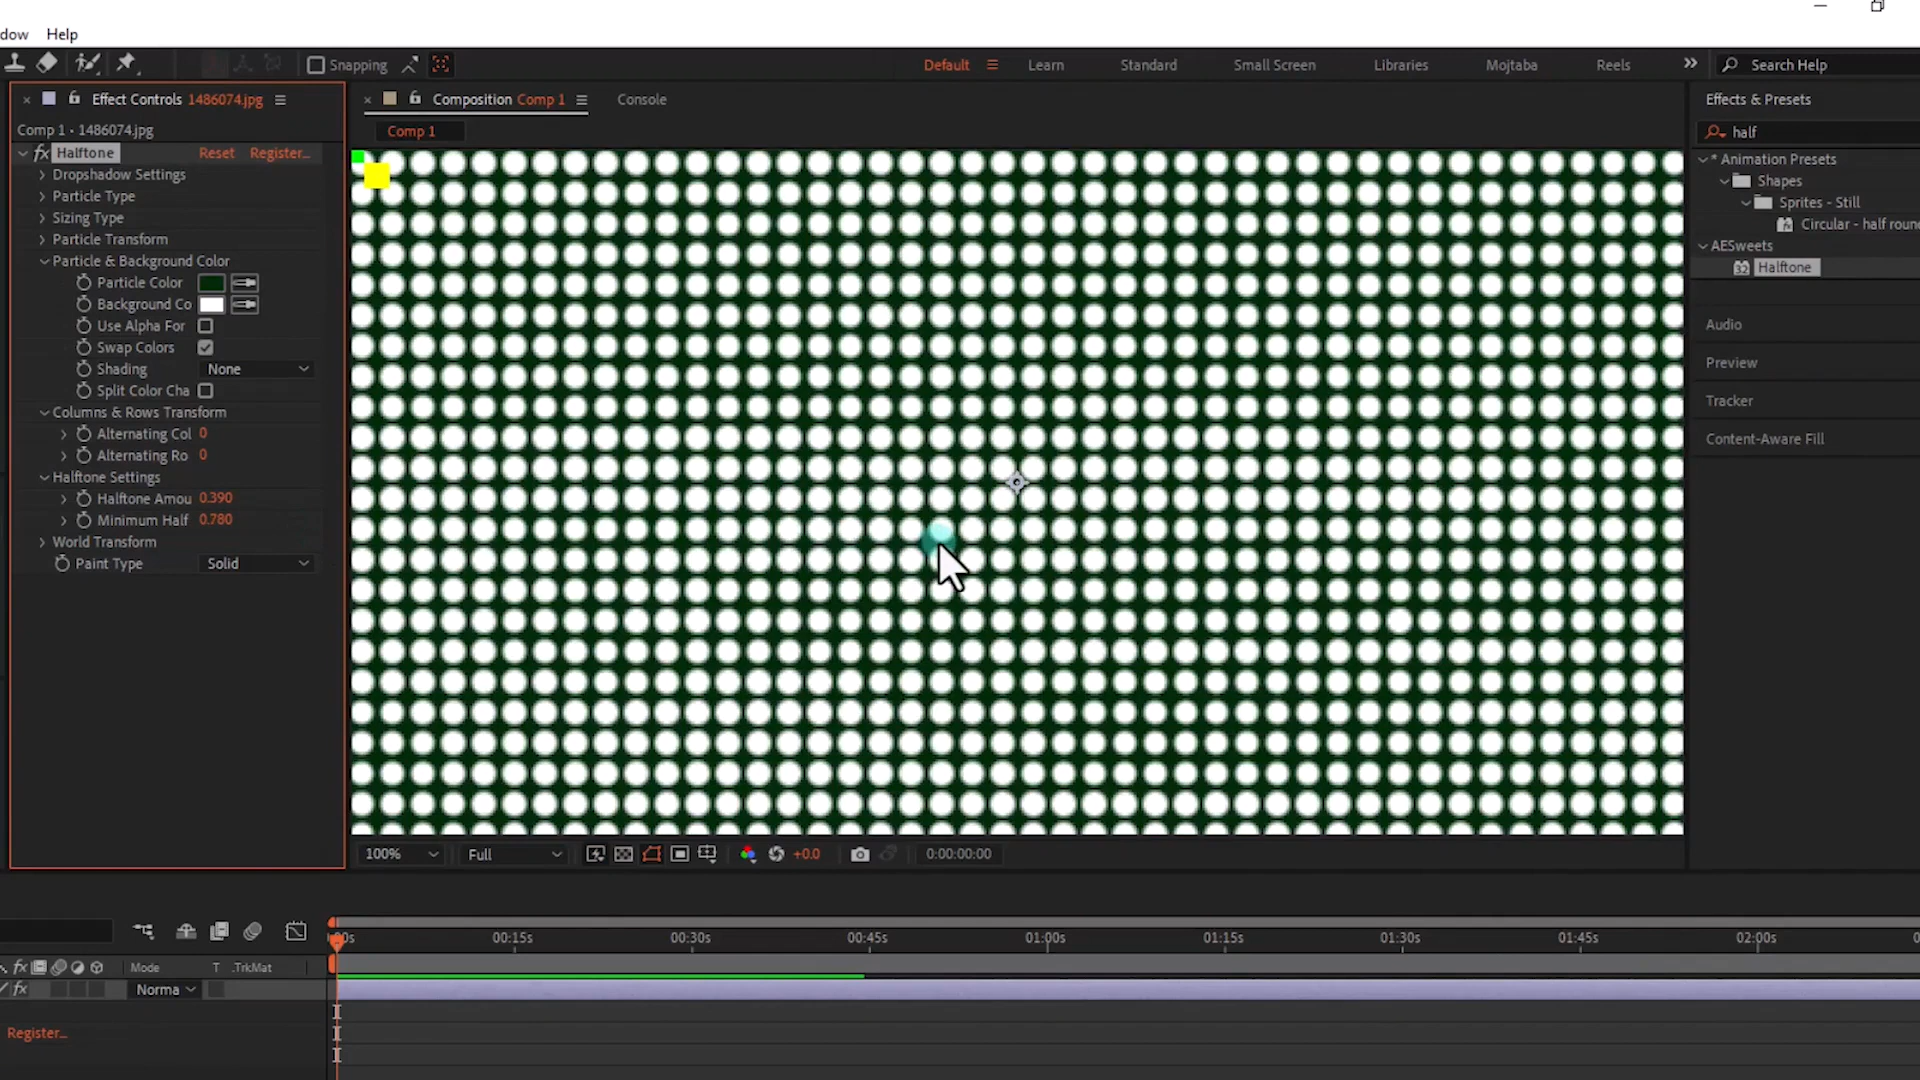 dow Help
Snapping
Default Learn Standard Small Screen Libraries Mojtaba Reels Search Help
Effect Controls 1486074.jpg
Comp 1 • 1486074.jpg
fx Halftone Reset Register...
Dropshadow Settings
Particle Type
Sizing Type
Particle Transform
Particle & Background Color
Particle Color
Background Co
Use Alpha For
Swap Colors
Shading None
Split Color Cha
Columns & Rows Transform
Alternating Col 0
Alternating Ro 0
Halftone Settings
Halftone Amou 0.390
Minimum Half 0.780
World Transform
Paint Type Solid
Composition Comp 1 Console
Comp 1
100% Full +0.0 0:00:00:00
Effects & Presets
half
* Animation Presets
Shapes
Sprites - Still
Circular - half roun
AESweets
32 Halftone
Audio
Preview
Tracker
Content-Aware Fill
00s 00:15s 00:30s 00:45s 01:00s 01:15s 01:30s 01:45s 02:00s 0
fx Mode T .TrkMat
fx Norma
Register...